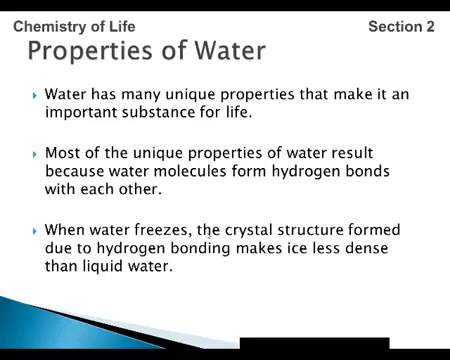 Chemistry of Life
Section 2
Properties of Water
Water has many unique properties that make it an
important substance for life.
Most of the unique properties of water result
because water molecules form hydrogen bonds
with each other.
When water freezes, the crystal structure formed
due to hydrogen bonding makes ice less dense
than liquid water.